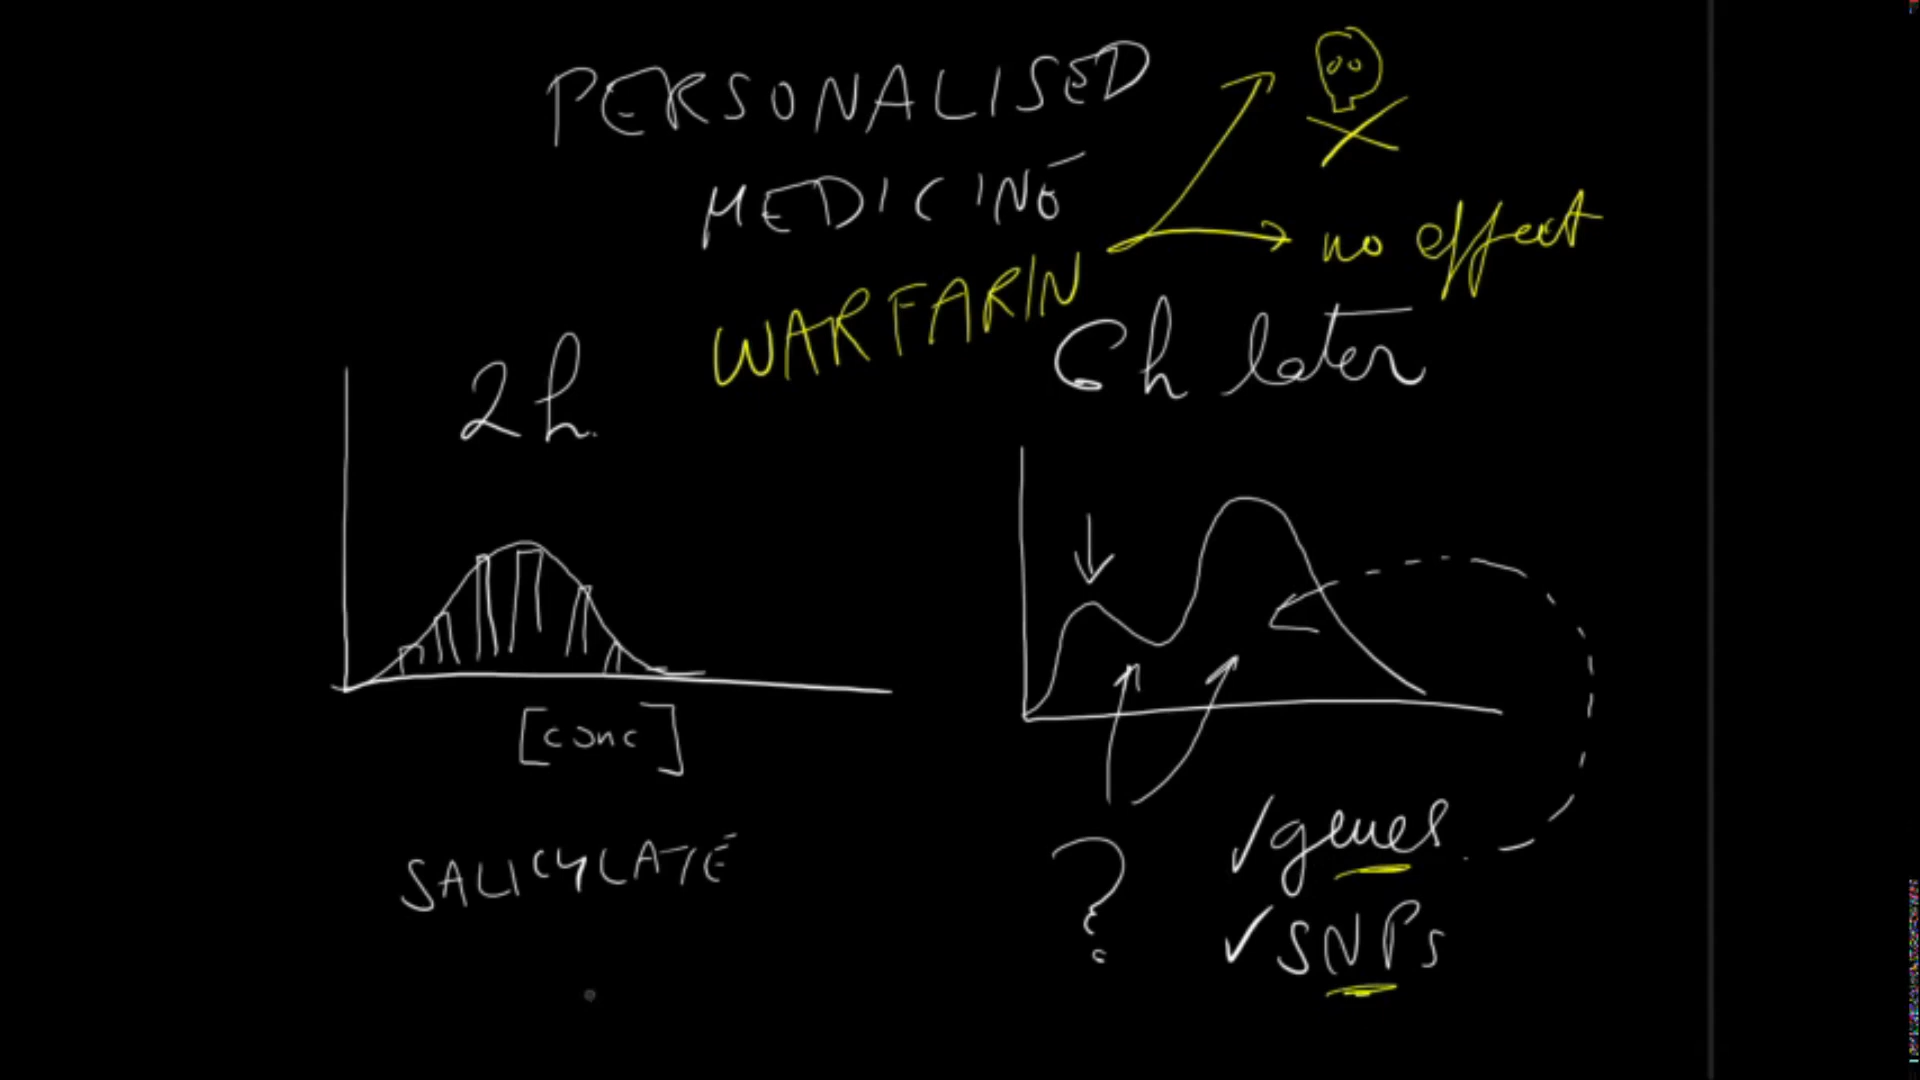 PERSONALISED
MEDICINE
WARFARIN
no effect
2h.
6h later
[conc]
SALICYLATE
?
✓genes
✓SNPs